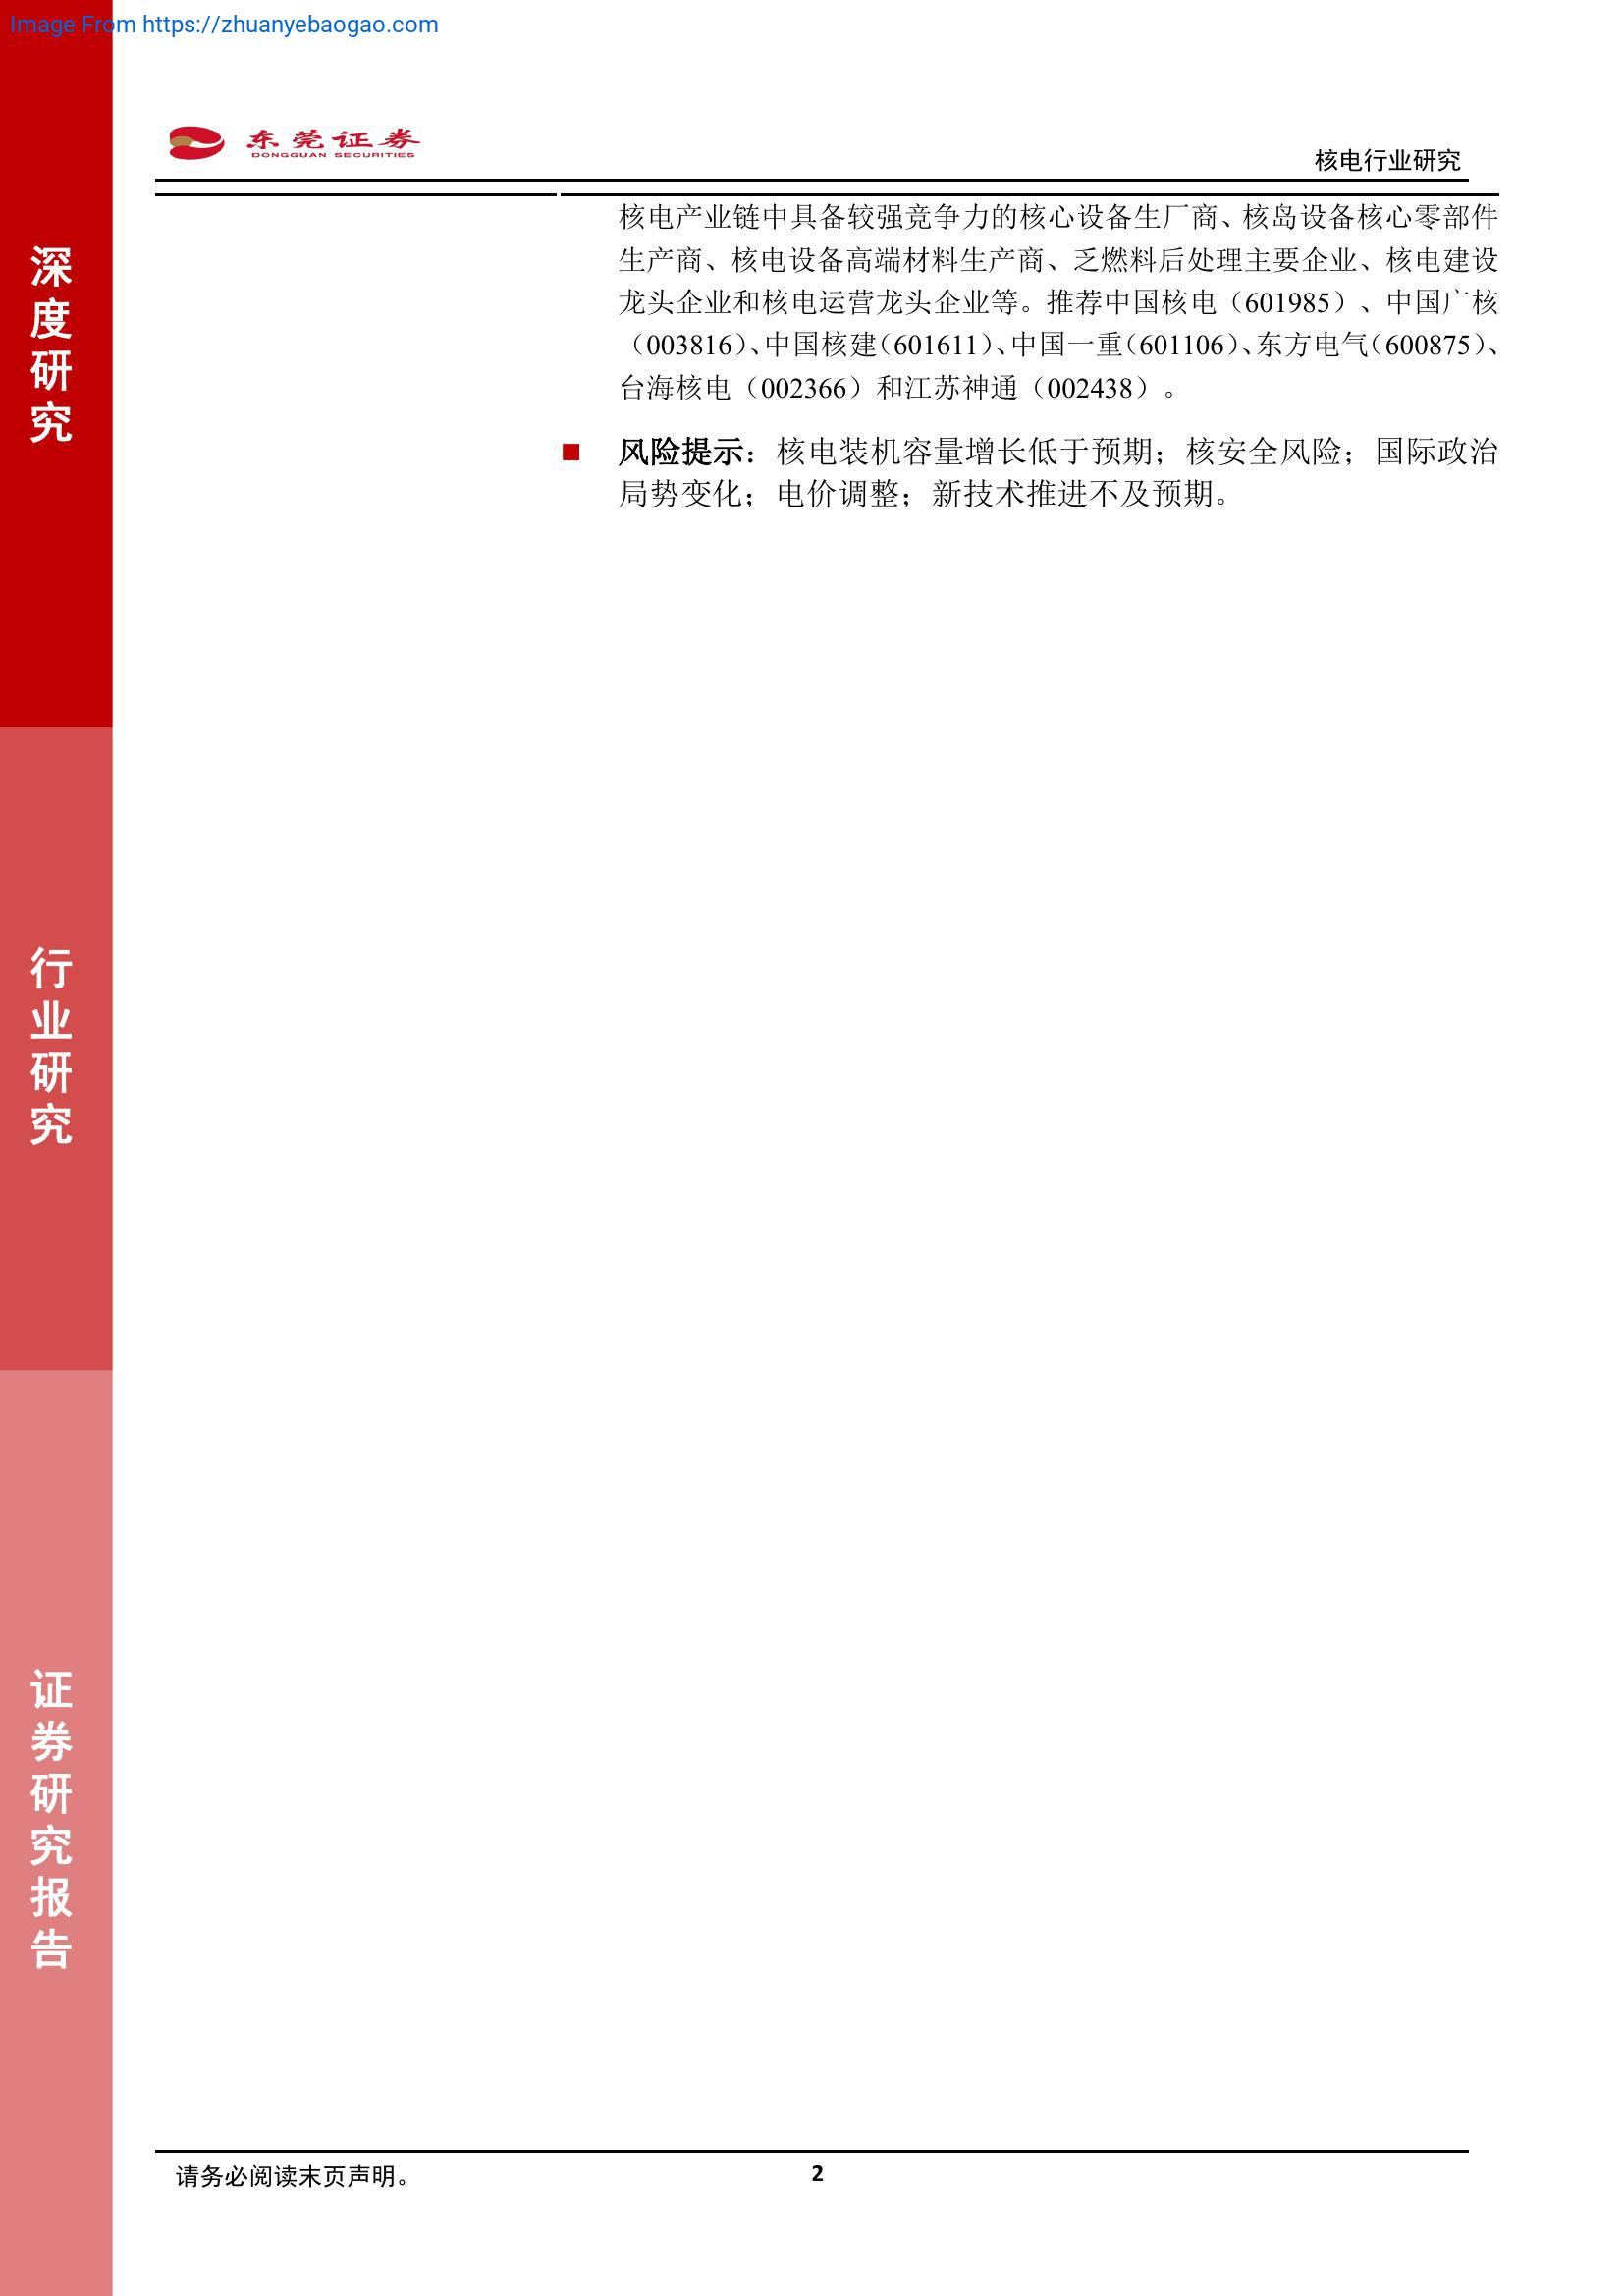 Image From https://zhuanyebaogao.com
东莞证券
DONGGUAN SECURITIES
核电行业研究
深度研究
行业研究
证券研究报告
核电产业链中具备较强竞争力的核心设备生厂商、核岛设备核心零部件
生产商、核电设备高端材料生产商、乏燃料后处理主要企业、核电建设
龙头企业和核电运营龙头企业等。推荐中国核电（601985）、中国广核
（003816）、中国核建（601611）、中国一重（601106）、东方电气（600875）、
台海核电（002366）和江苏神通（002438）。
■ 风险提示：核电装机容量增长低于预期；核安全风险；国际政治
局势变化；电价调整；新技术推进不及预期。
请务必阅读末页声明。
2